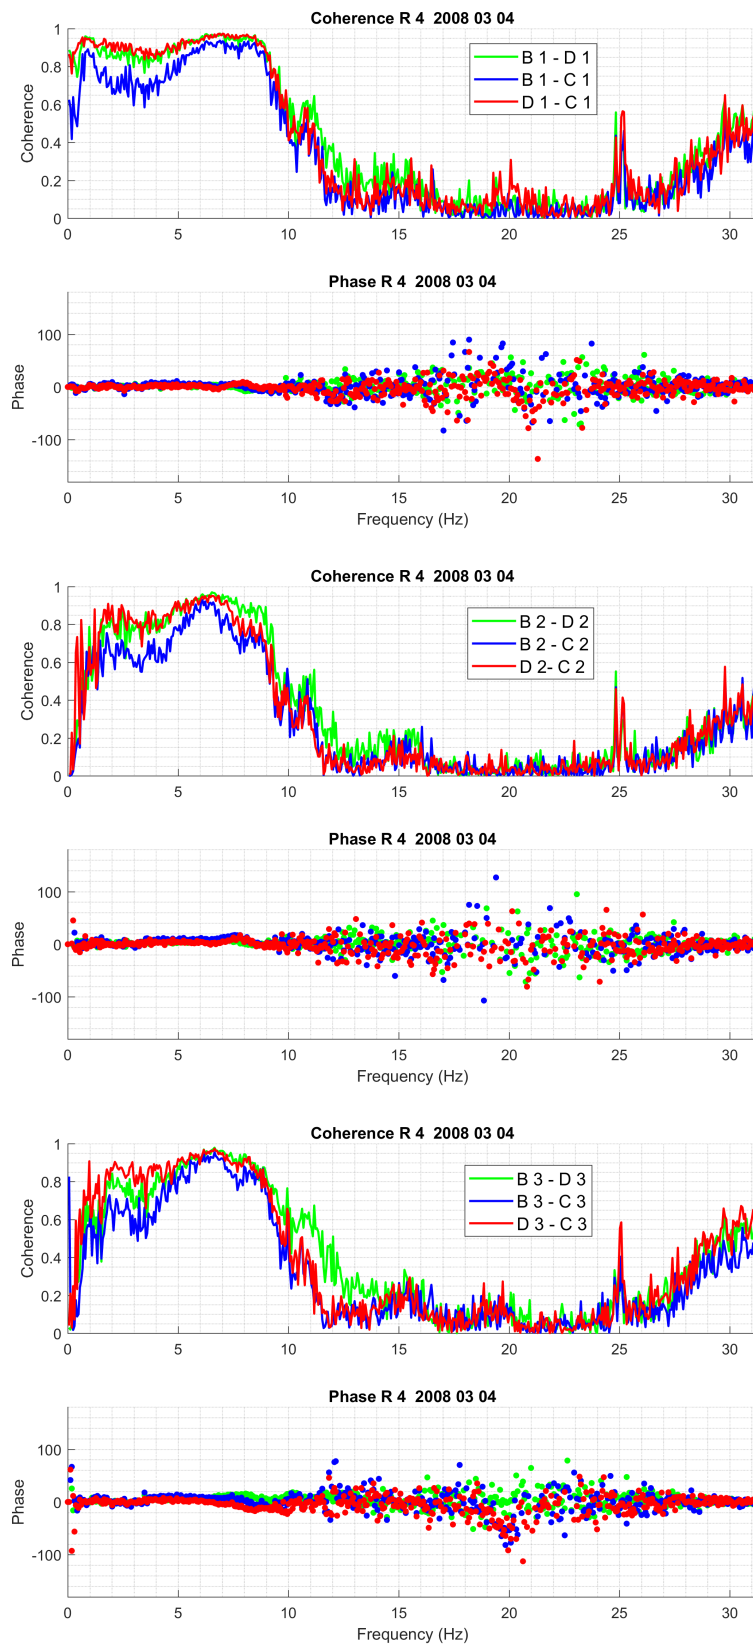 Coherence R 4  2008 03 04
Coherence
1
0.8
0.6
0.4
0.2
0
B 1 - D 1
B 1 - C 1
D 1 - C 1
0 5 10 15 20 25 30
Phase R 4  2008 03 04
Phase
100
0
-100
0 5 10 15 20 25 30
Frequency (Hz)
Coherence R 4  2008 03 04
Coherence
1
0.8
0.6
0.4
0.2
0
B 2 - D 2
B 2 - C 2
D 2- C 2
0 5 10 15 20 25 30
Phase R 4  2008 03 04
Phase
100
0
-100
0 5 10 15 20 25 30
Frequency (Hz)
Coherence R 4  2008 03 04
Coherence
1
0.8
0.6
0.4
0.2
0
B 3 - D 3
B 3 - C 3
D 3 - C 3
0 5 10 15 20 25 30
Phase R 4  2008 03 04
Phase
100
0
-100
0 5 10 15 20 25 30
Frequency (Hz)